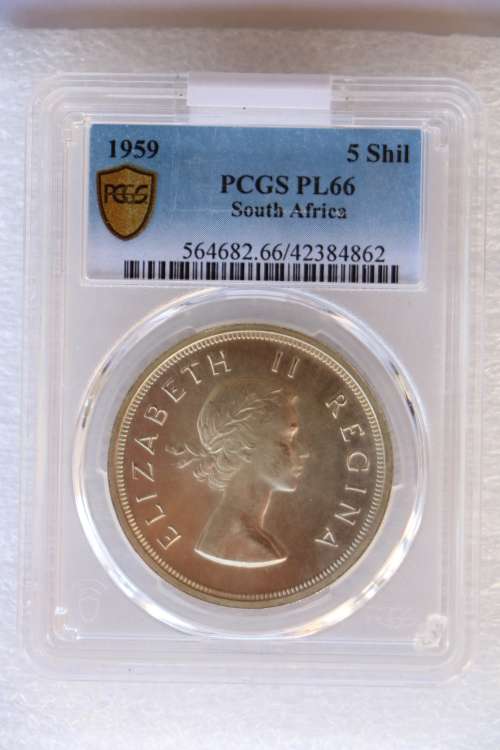 1959 5 Shil
PCGS
PCGS PL66
South Africa
564682.66/42384862
ELIZABETH II REGINA